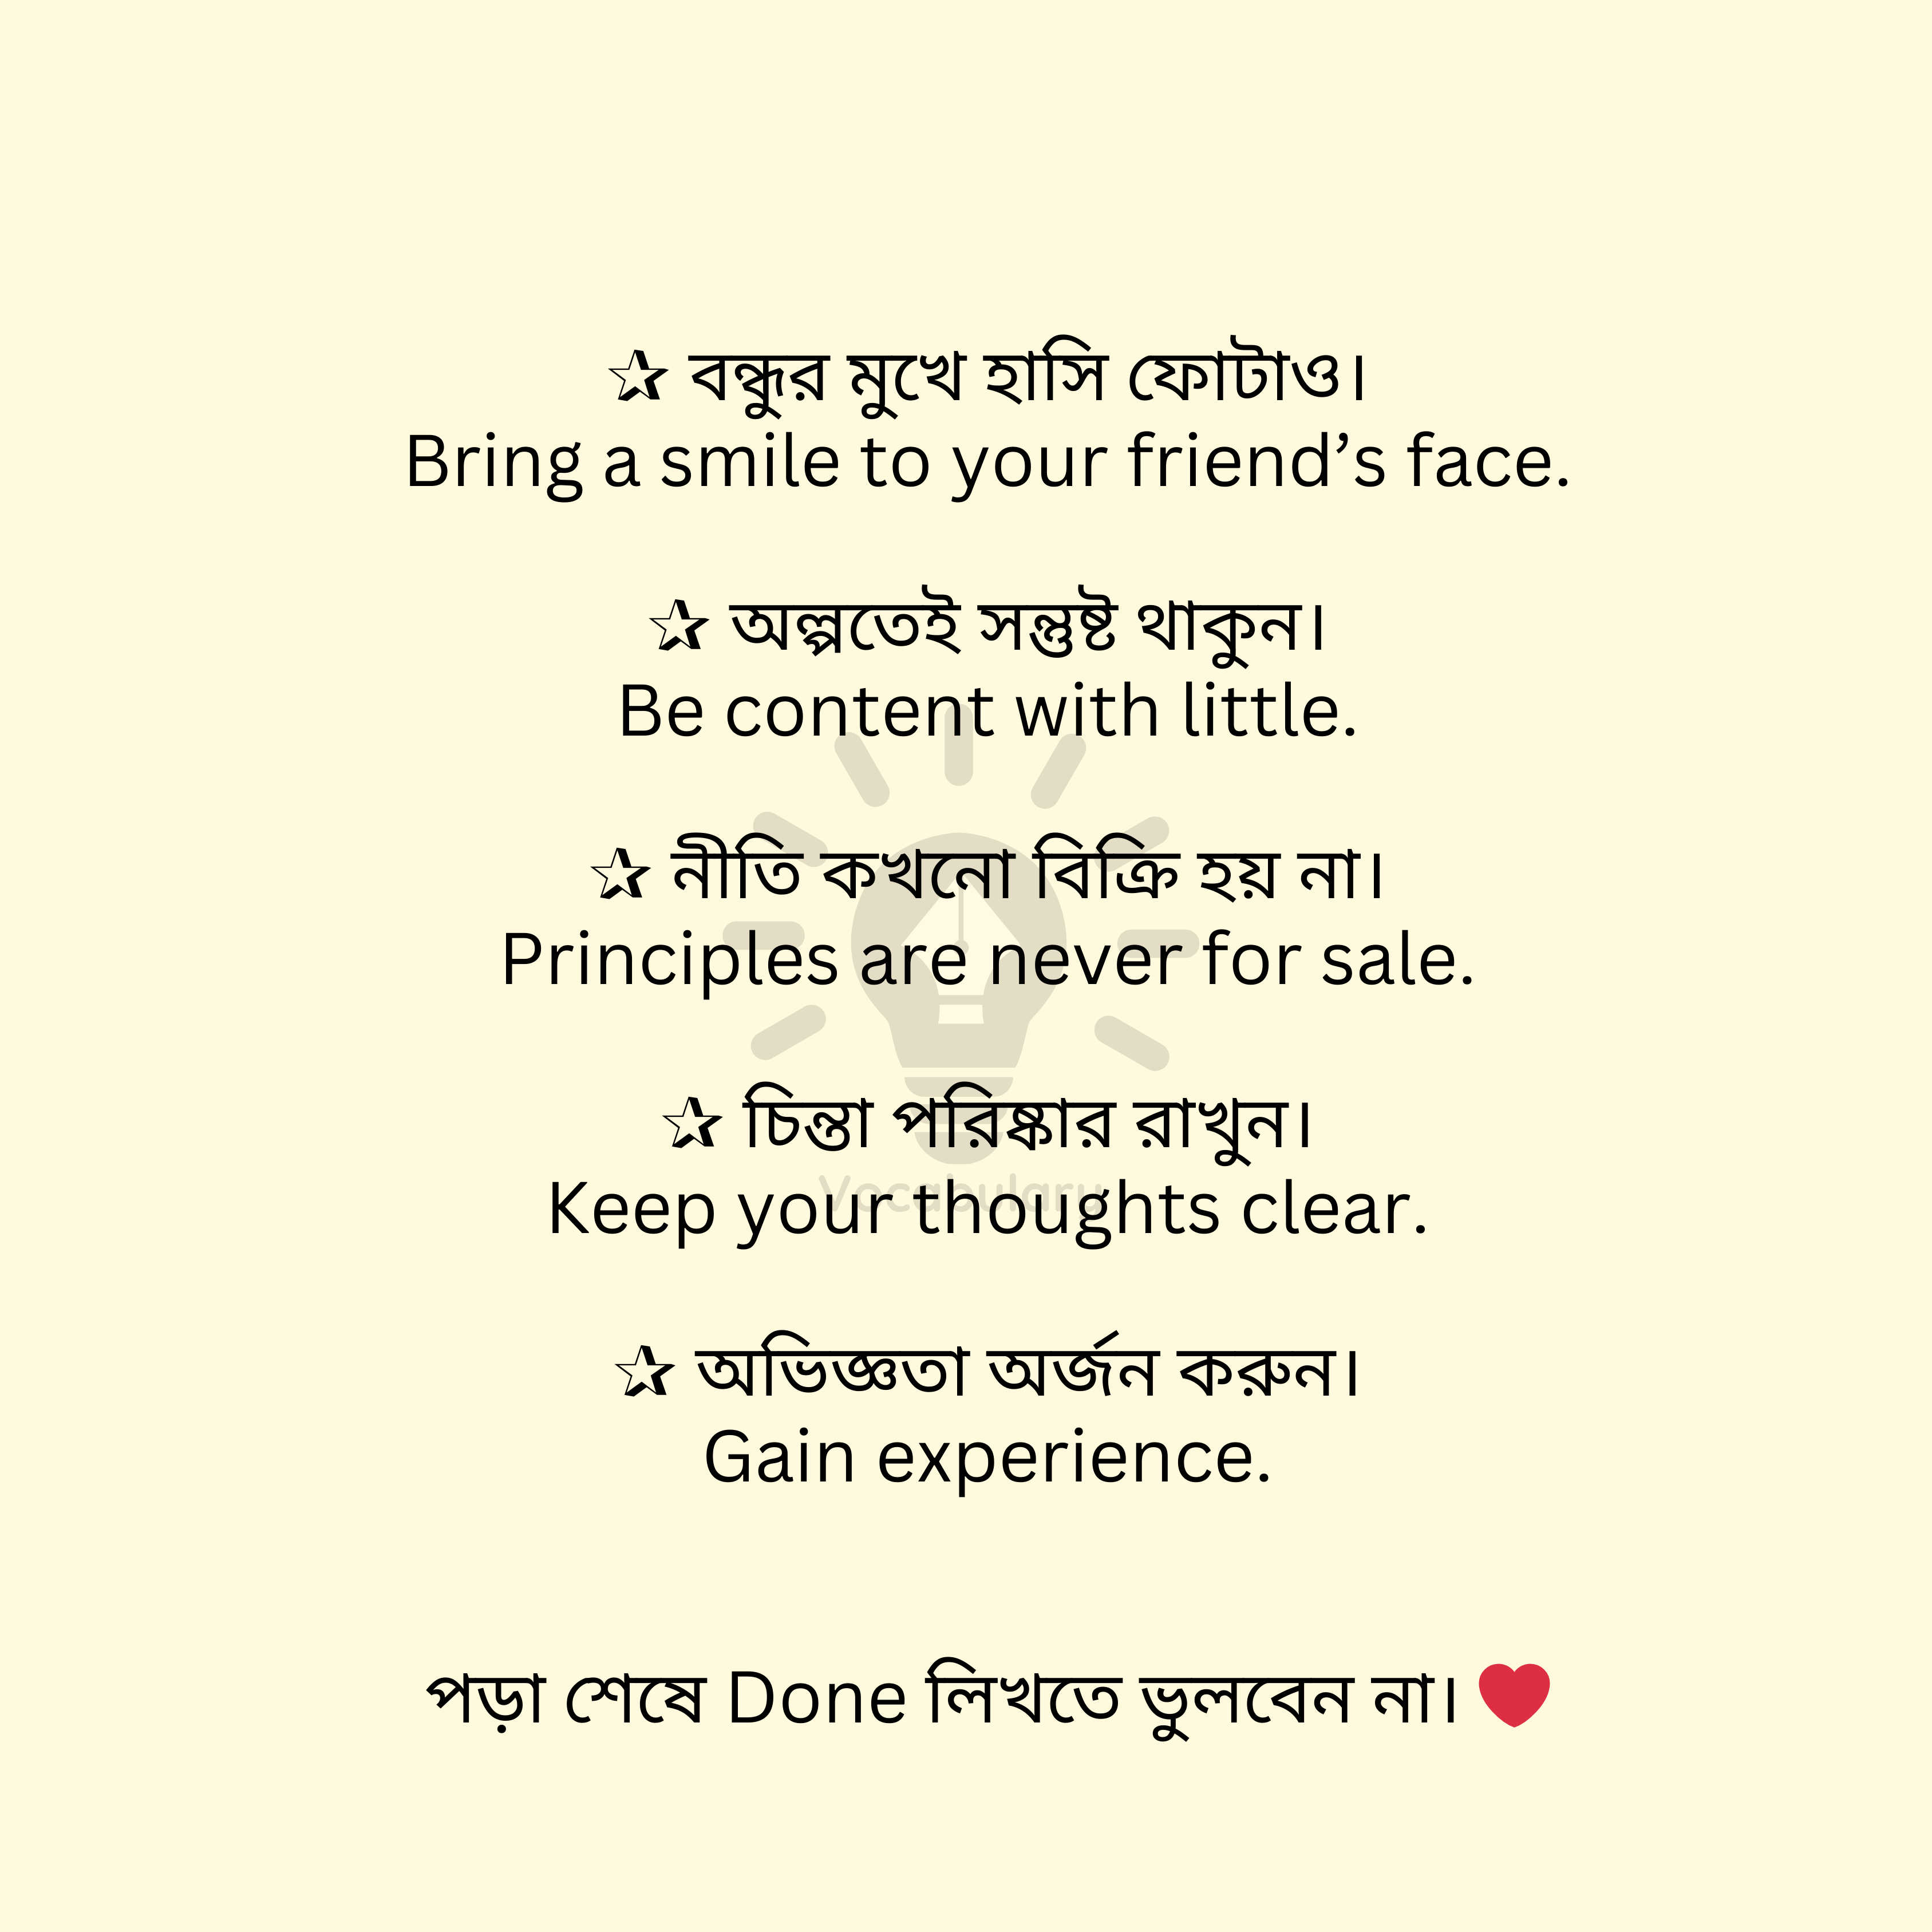 ✰ বন্ধুর মুখে হাসি ফোটাও।
Bring a smile to your friend’s face.
✰ অল্পতেই সন্তুষ্ট থাকুন।
Be content with little.
✰ নীতি কখনো বিক্রি হয় না।
Principles are never for sale.
✰ চিন্তা পরিষ্কার রাখুন।
Keep your thoughts clear.
Vocabulary
✰ অভিজ্ঞতা অর্জন করুন।
Gain experience.
পড়া শেষে Done লিখতে ভুলবেন না। ❤️